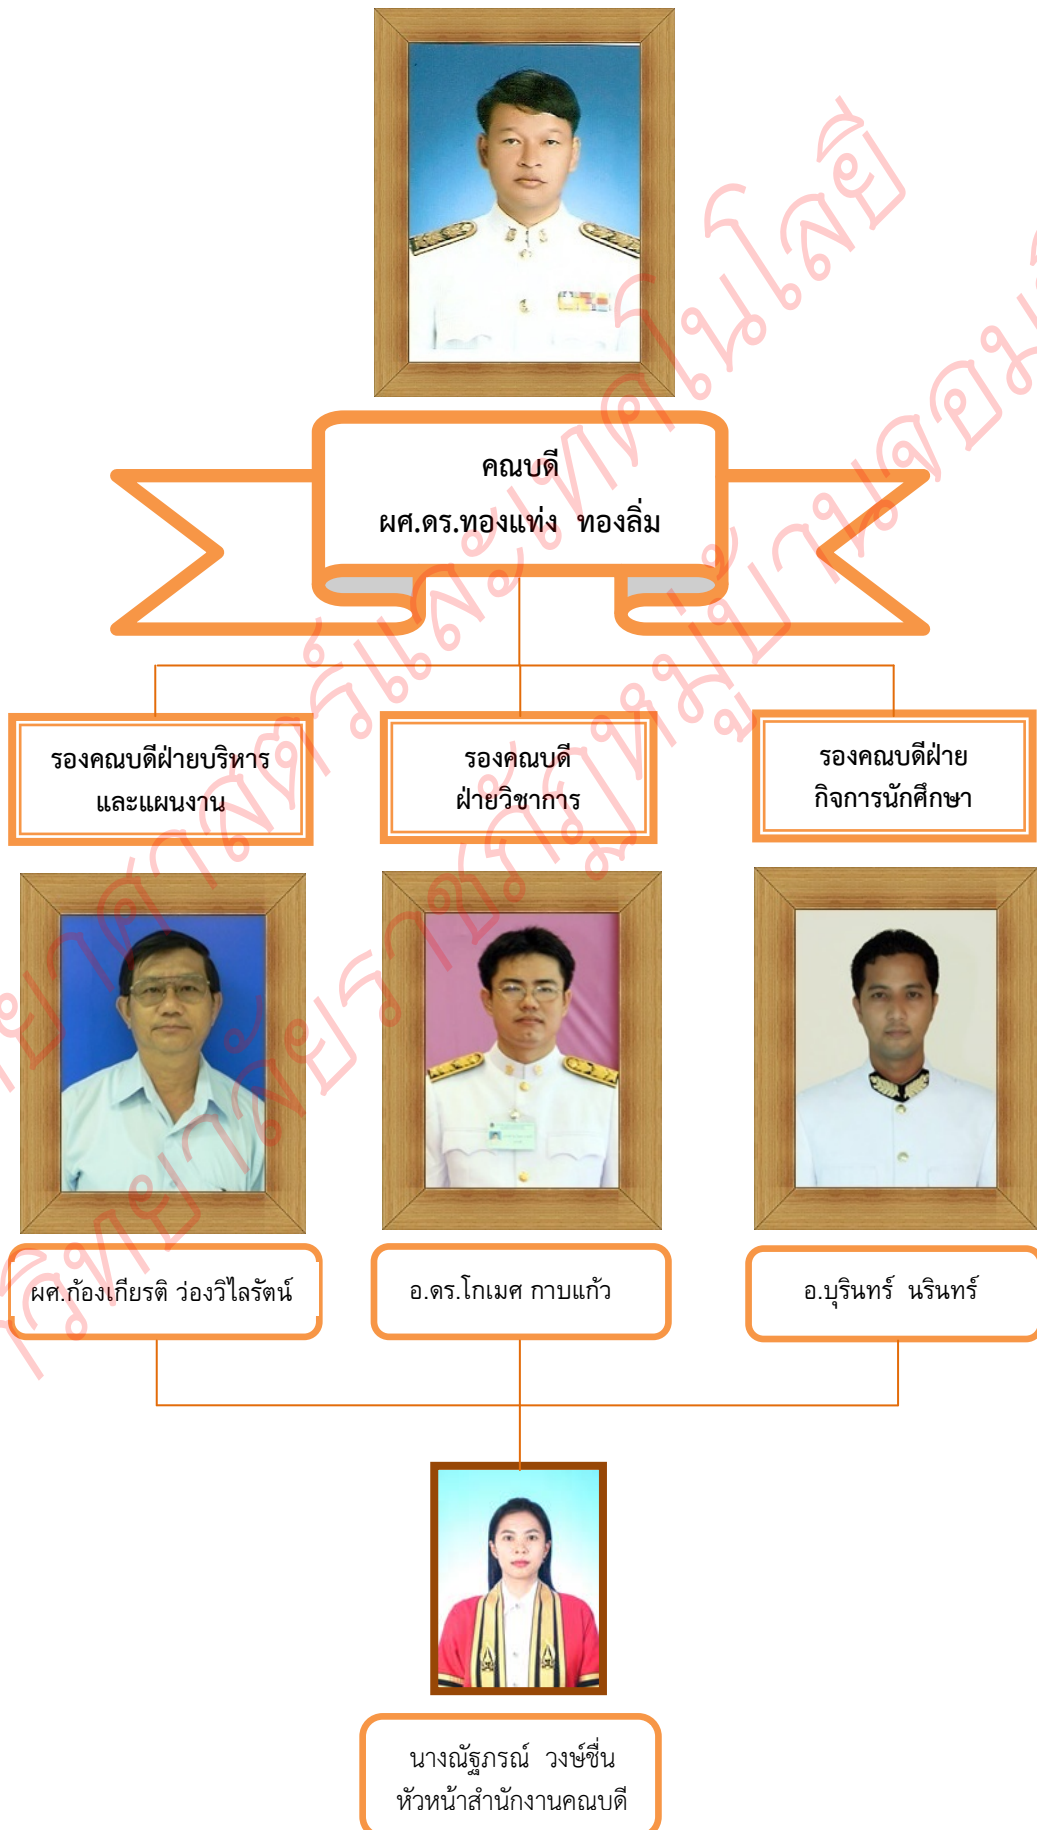 คณบดี
ผศ.ดร.ทองแท่ง ทองลิ่ม
รองคณบดีฝ่ายบริหาร
และแผนงาน
รองคณบดี
ฝ่ายวิชาการ
รองคณบดีฝ่าย
กิจการนักศึกษา
ผศ.ก้องเกียรติ ว่องวิไลรัตน์
อ.ดร.โกเมศ กาบแก้ว
อ.บุรินทร์ นรินทร์
นางณัฐภรณ์ วงษ์ชื่น
หัวหน้าสำนักงานคณบดี